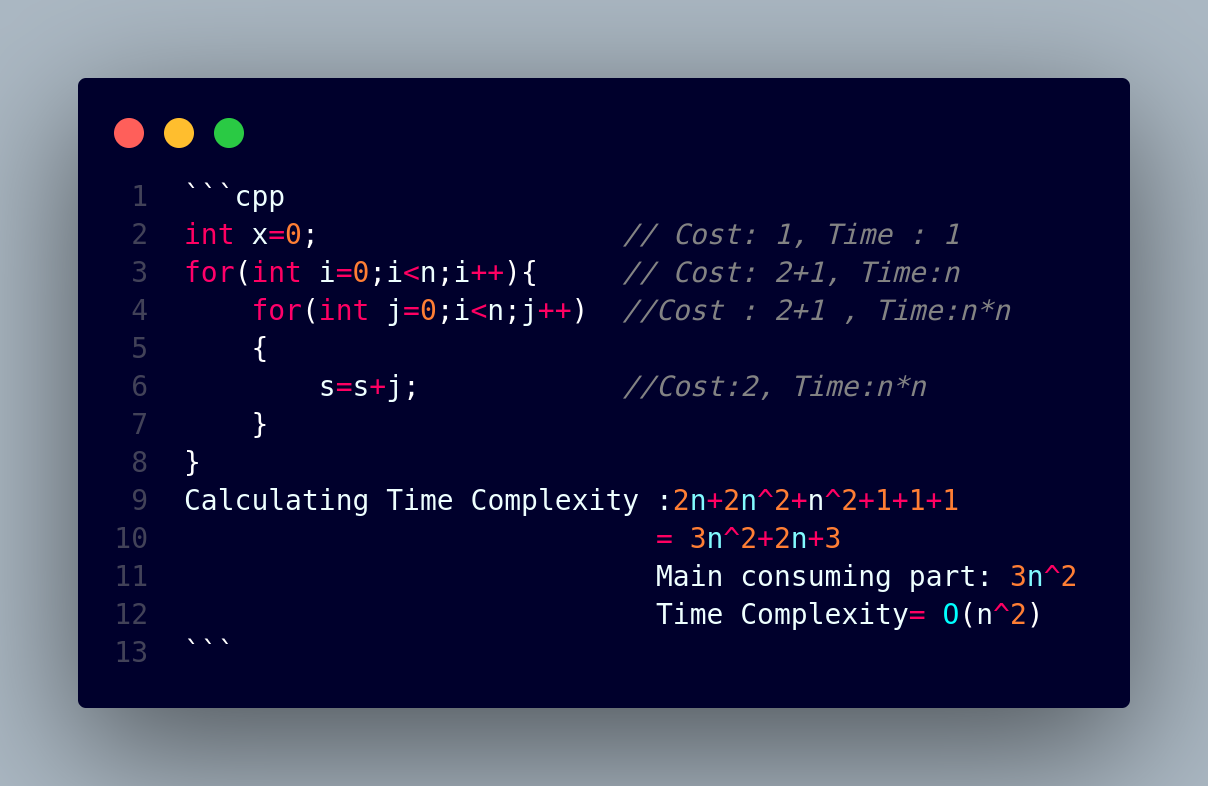 1 ```cpp
2 int x=0; // Cost: 1, Time : 1
3 for(int i=0;i<n;i++){ // Cost: 2+1, Time:n
4 for(int j=0;i<n;j++) //Cost : 2+1 , Time:n*n
5 {
6 s=s+j; //Cost:2, Time:n*n
7 }
8 }
9 Calculating Time Complexity :2n+2n^2+n^2+1+1+1
10 = 3n^2+2n+3
11 Main consuming part: 3n^2
12 Time Complexity= O(n^2)
13 ```